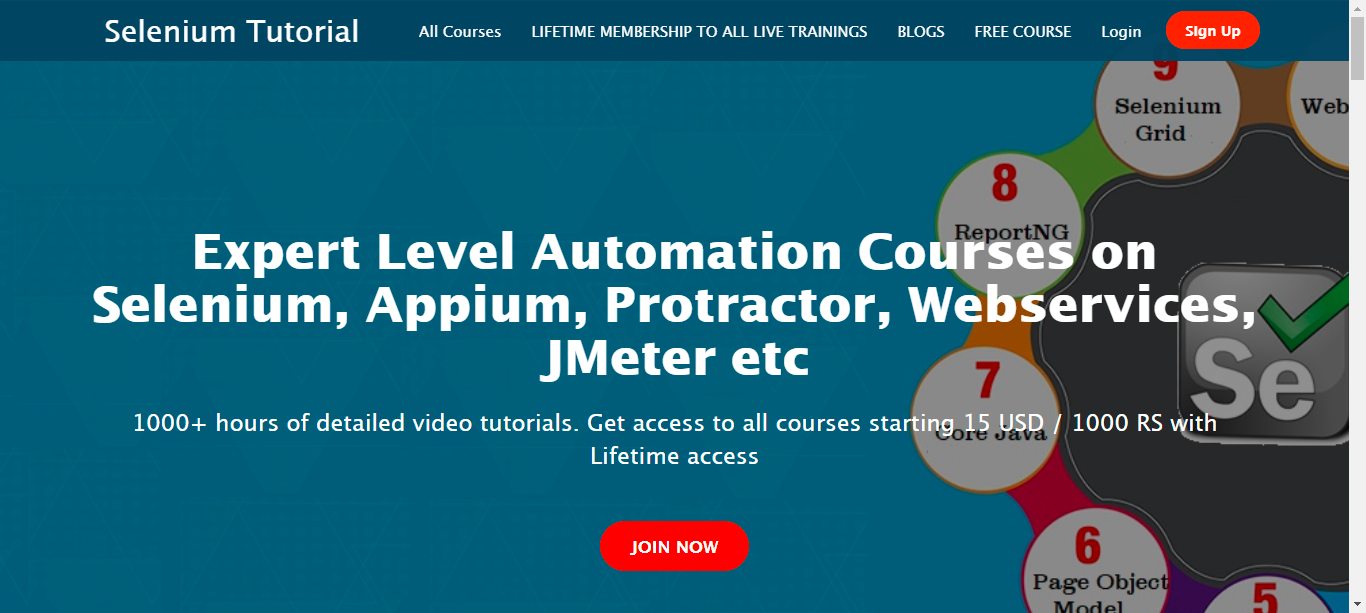 Selenium Tutorial
All Courses
LIFETIME MEMBERSHIP TO ALL LIVE TRAININGS
BLOGS
FREE COURSE
Login
Sign Up
9
Selenium
Grid
Web
8
ReportNG
Expert Level Automation Courses on
Selenium, Appium, Protractor, Webservices,
JMeter etc
Se
7
Core Java
1000+ hours of detailed video tutorials. Get access to all courses starting 15 USD / 1000 RS with
Lifetime access
JOIN NOW
6
Page Object
Model
5